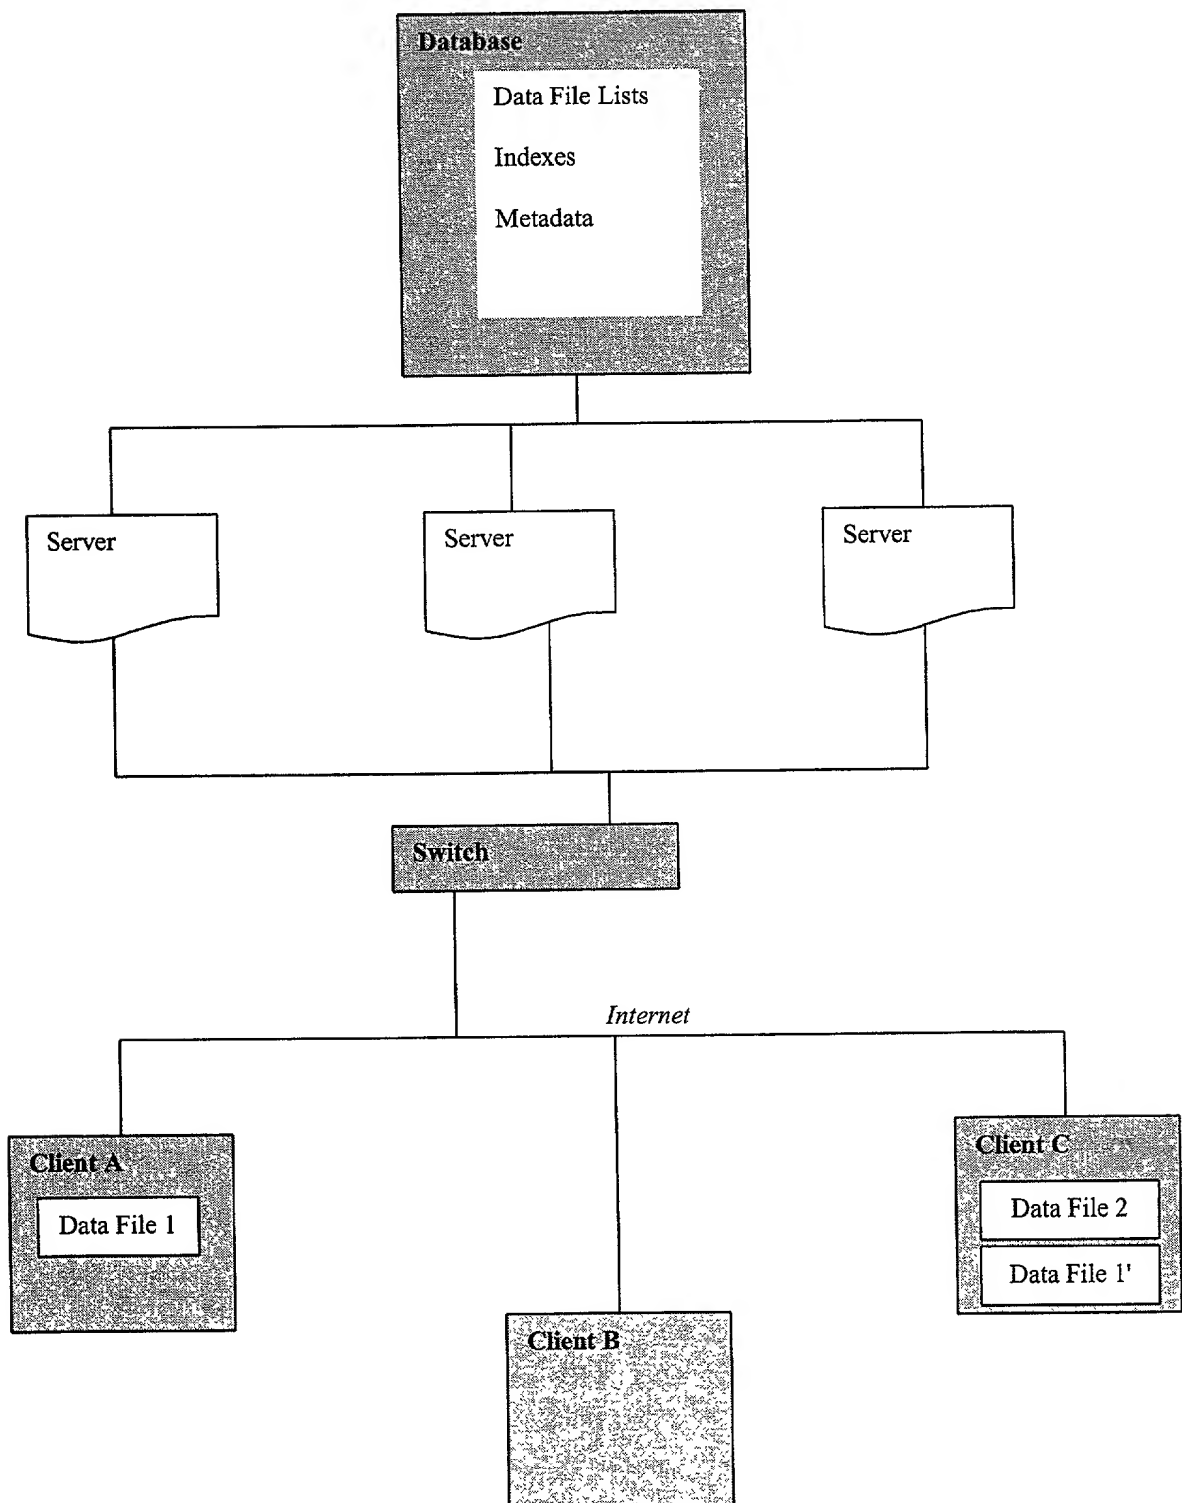 Database
Data File Lists
Indexes
Metadata
Server
Server
Server
Switch
Internet
Client A
Data File 1
Client C
Data File 2
Data File 1'
Client B